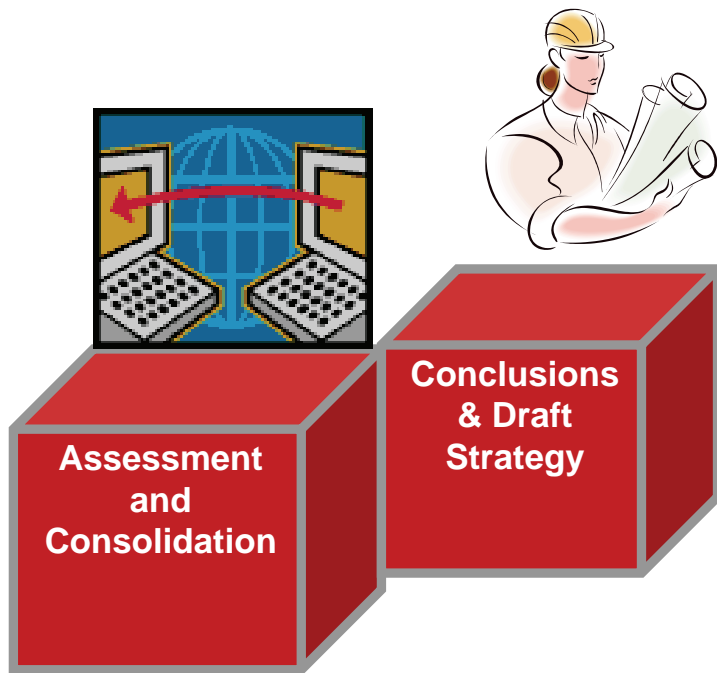 Assessment
and
Consolidation
Conclusions
& Draft
Strategy